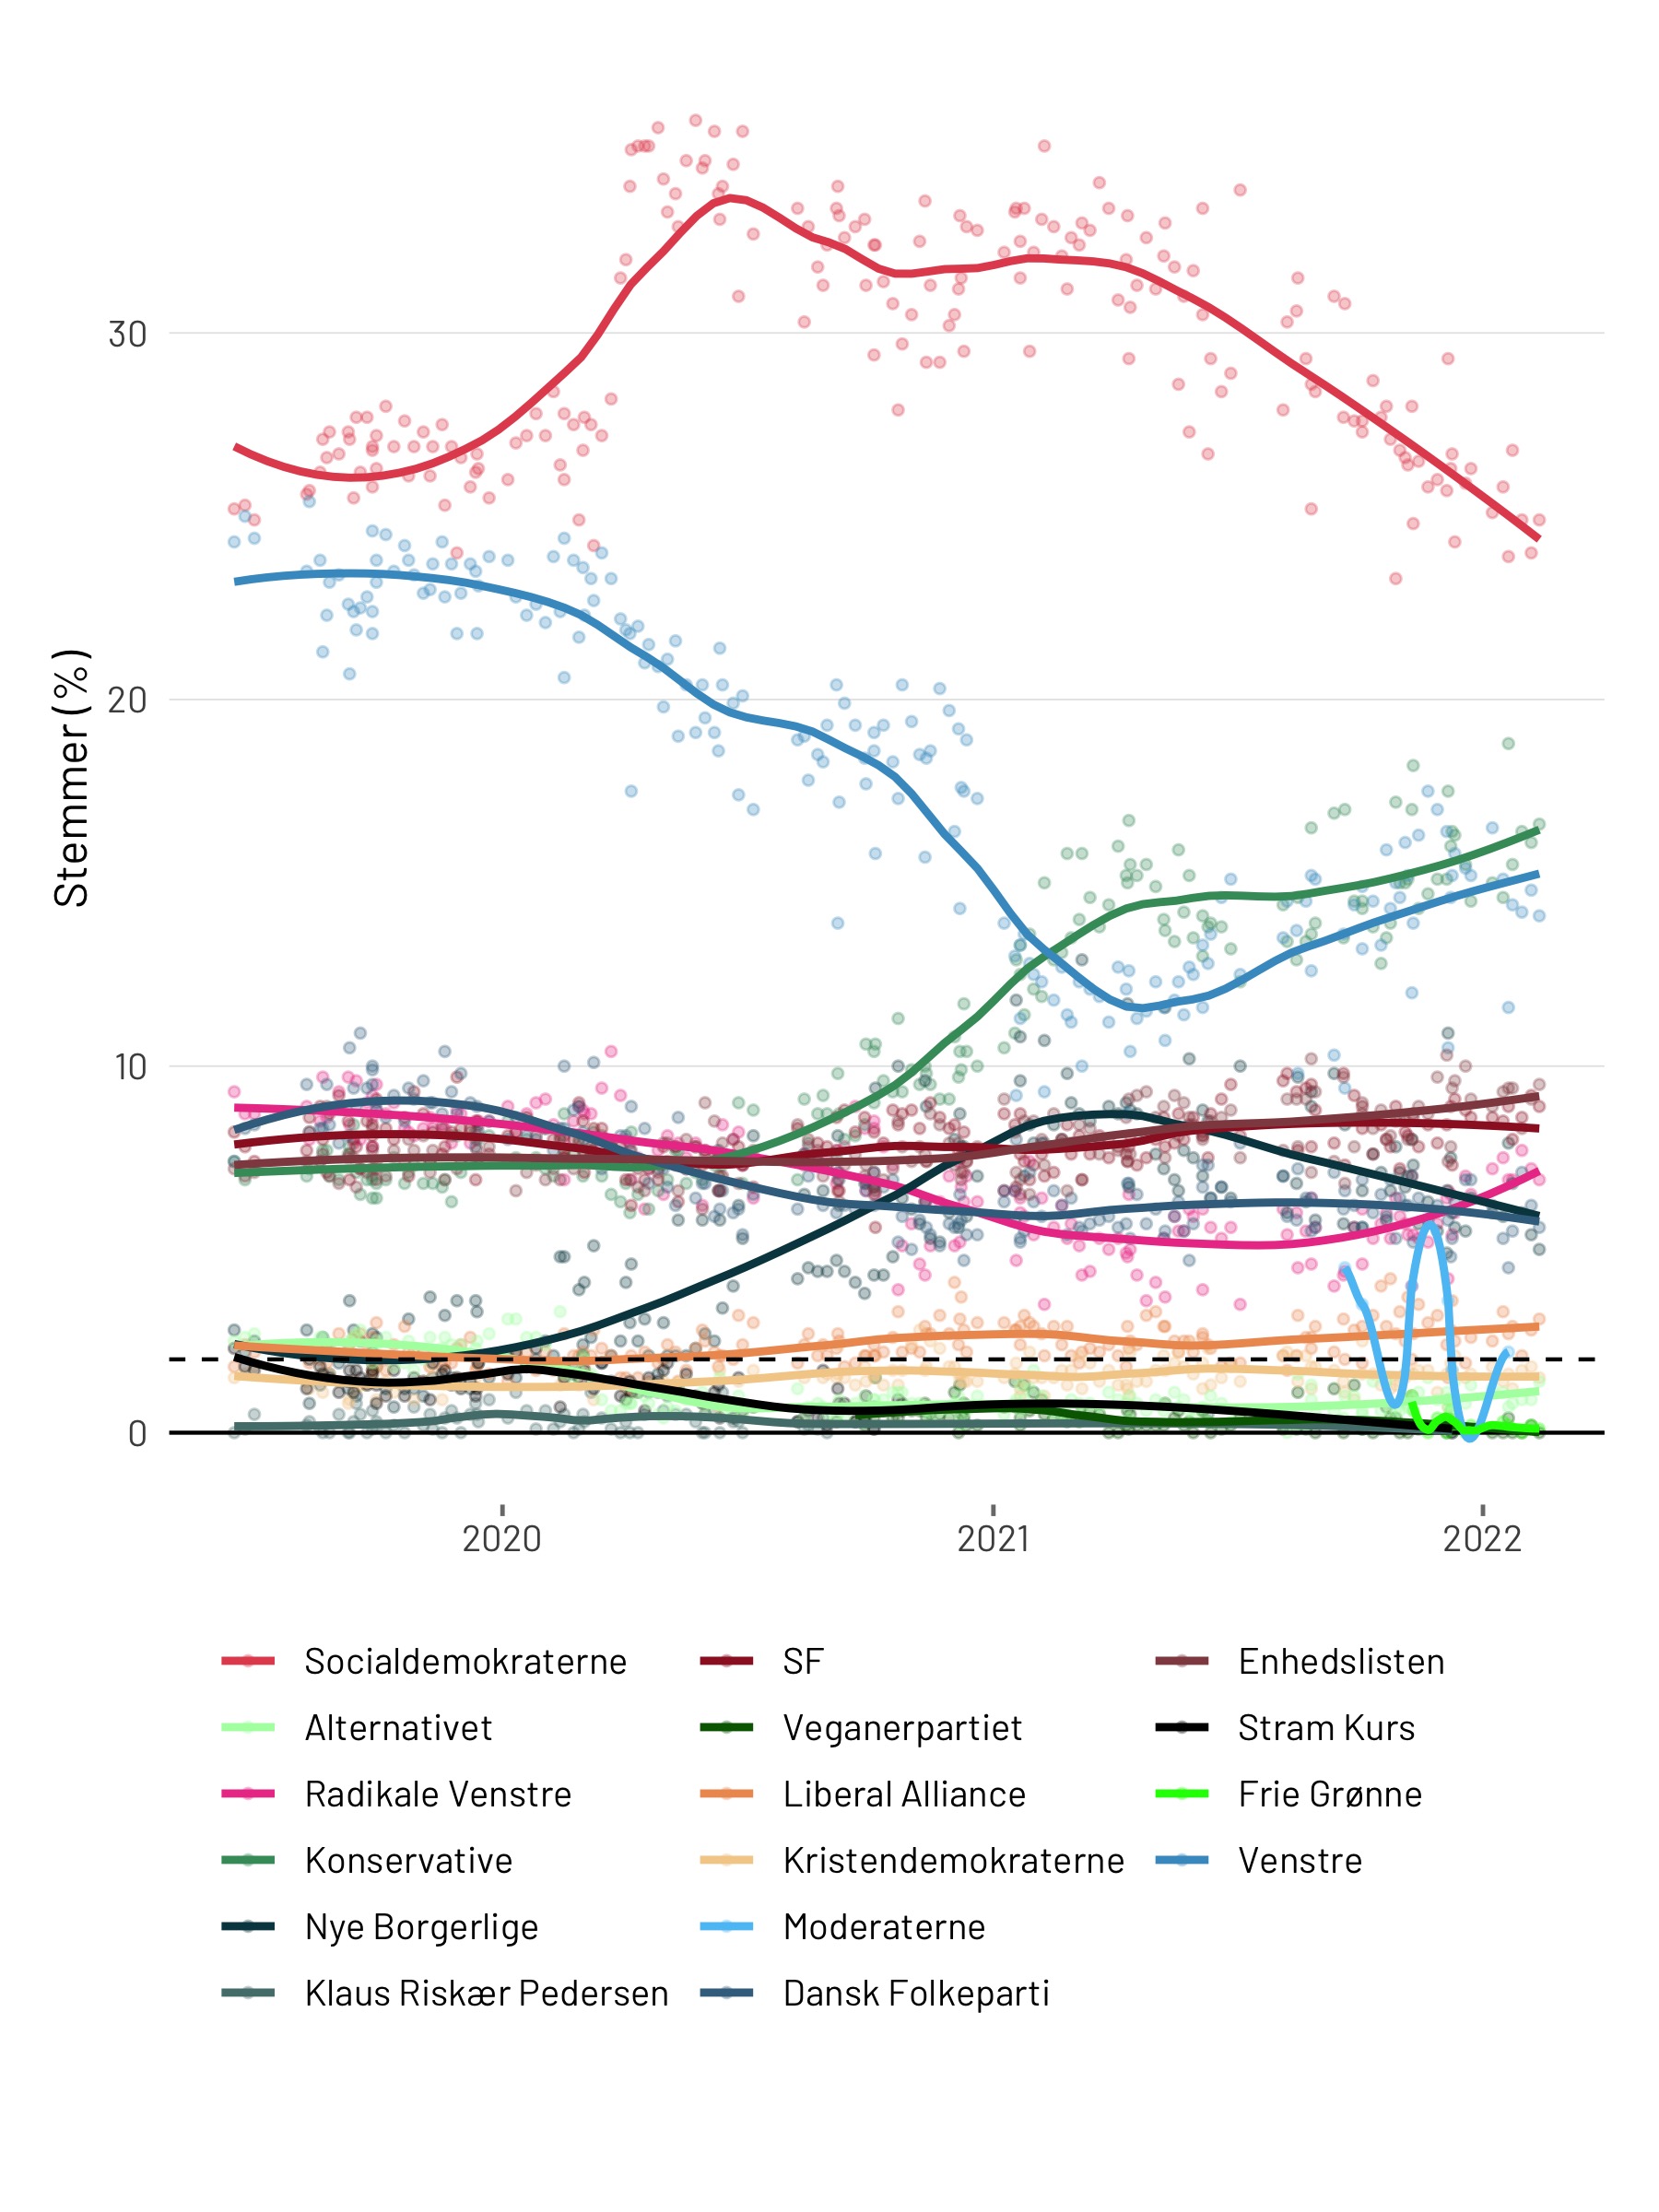 30
20
10
0
Stemmer (%)
2020 2021 2022
Socialdemokraterne SF Enhedslisten
Alternativet Veganerpartiet Stram Kurs
Radikale Venstre Liberal Alliance Frie Grønne
Konservative Kristendemokraterne Venstre
Nye Borgerlige Moderaterne
Klaus Riskær Pedersen Dansk Folkeparti